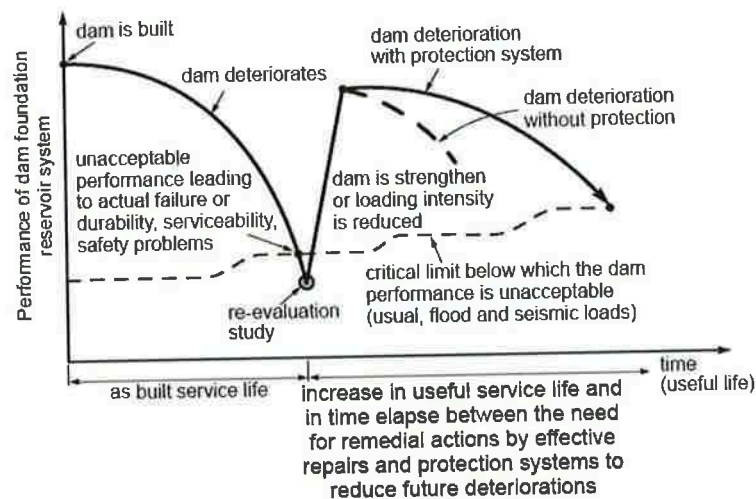 dam is built
dam deteriorates
dam deterioration
with protection system
dam deterioration
without protection
unacceptable
performance leading
to actual failure or
durability, serviceability,
safety problems
dam is strengthen
or loading intensity
is reduced
critical limit below which the dam
performance is unacceptable
(usual, flood and seismic loads)
re-evaluation
study
Performance of dam foundation
reservoir system
time
(useful life)
as built service life
increase in useful service life and
in time elapse between the need
for remedial actions by effective
repairs and protection systems to
reduce future deteriorations